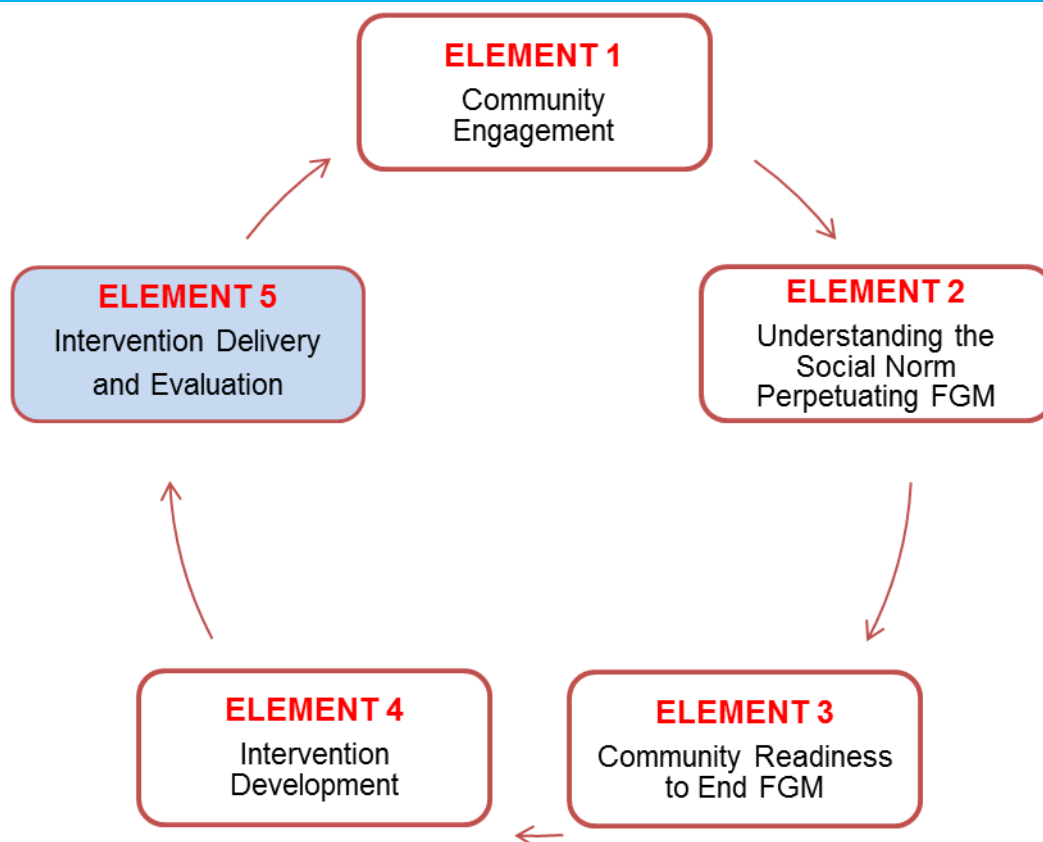 ELEMENT 1
Community
Engagement
ELEMENT 2
Understanding the
Social Norm
Perpetuating FGM
ELEMENT 3
Community Readiness
to End FGM
ELEMENT 4
Intervention
Development
ELEMENT 5
Intervention Delivery
and Evaluation